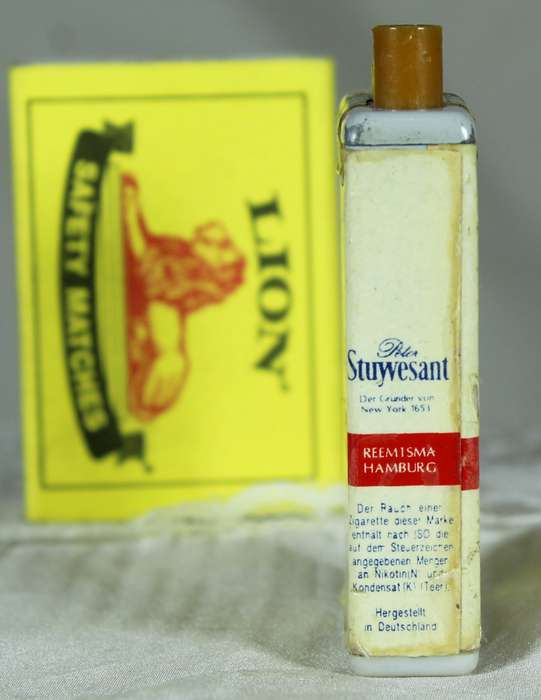 LION
SAFETY MATCHES
Peter
Stuyvesant
Der Gründer von
New York 1653
REEMTSMA
HAMBURG
Der Rauch einer
Zigarette dieser Marke
enthält nach ISO die
auf dem Steuerzeichen
angegebenen Mengen
an Nikotin(N) und
Kondensat (K) (Teer).
Hergestellt
in Deutschland